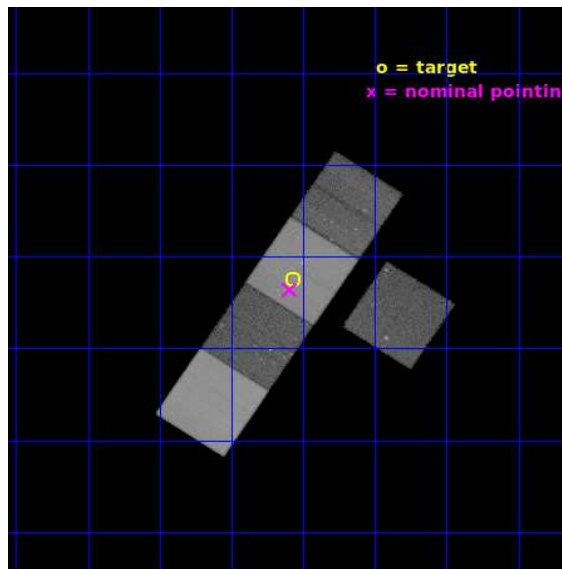 o = target
x = nominal pointin